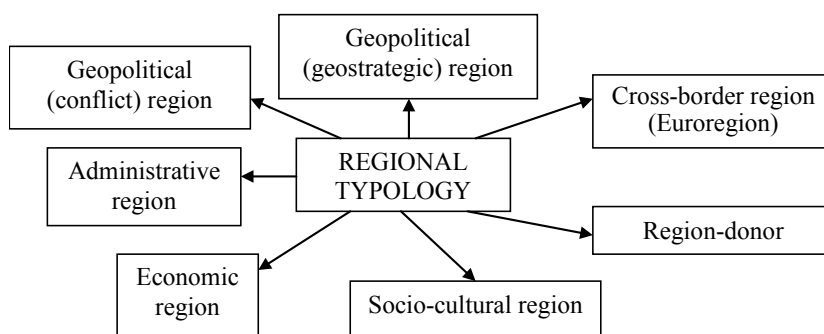 Geopolitical
(geostrategic) region
Geopolitical
(conflict) region
Cross-border region
(Euroregion)
REGIONAL
TYPOLOGY
Administrative
region
Region-donor
Economic
region
Socio-cultural region